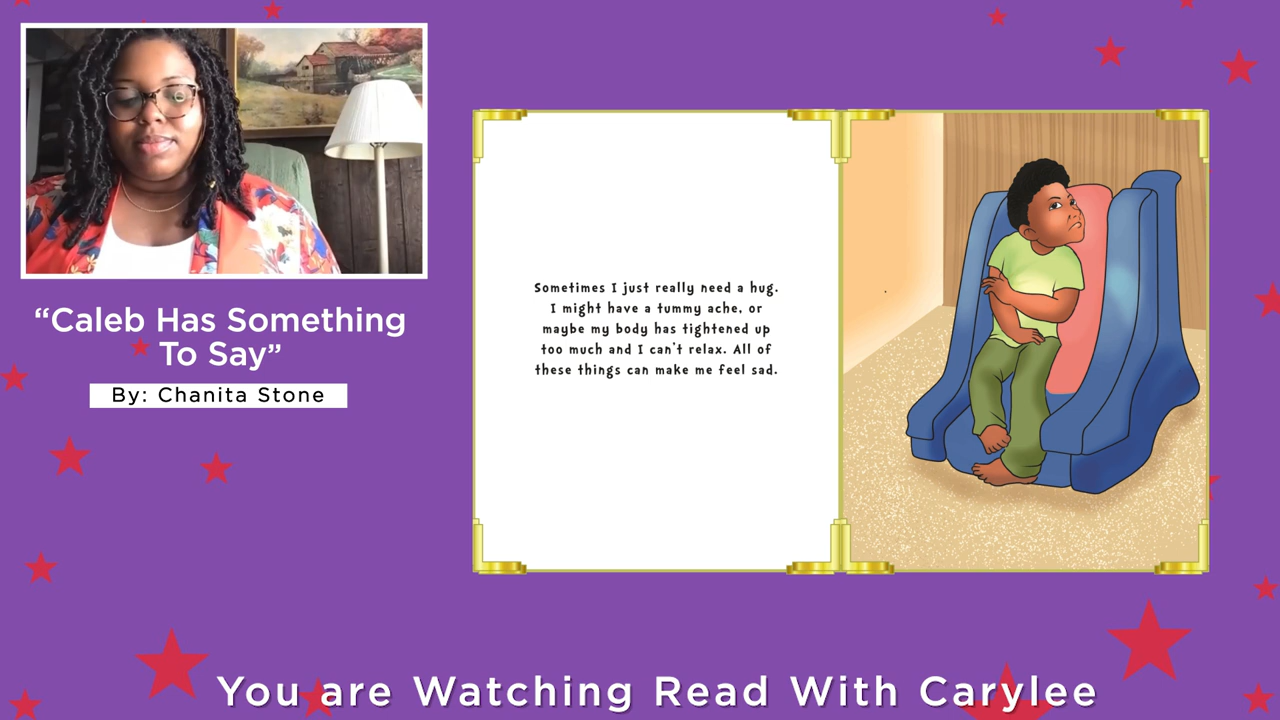 “Caleb Has Something
To Say”
By: Chanita Stone
Sometimes I just really need a hug.
I might have a tummy ache, or
maybe my body has tightened up
too much and I can't relax. All of
these things can make me feel sad.
You are Watching Read With Carylee